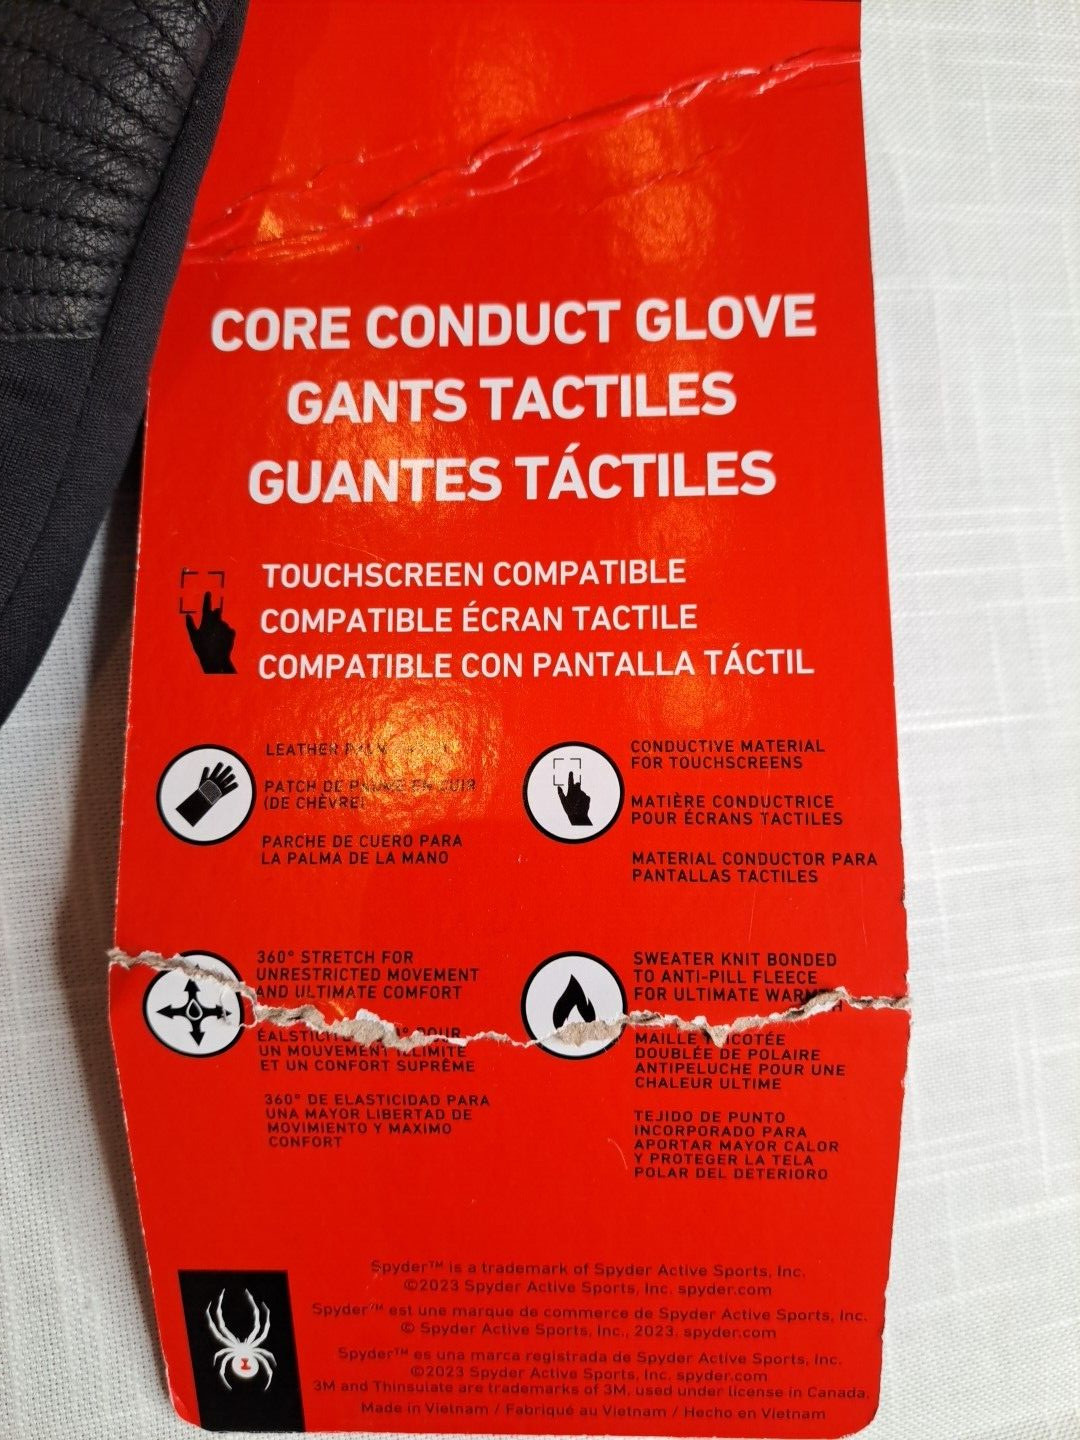 CORE CONDUCT GLOVE
GANTS TACTILES
GUANTES TÁCTILES
TOUCHSCREEN COMPATIBLE
COMPATIBLE ÉCRAN TACTILE
COMPATIBLE CON PANTALLA TÁCTIL
LEATHER PALM
PATCH DE PAUME EN CUIR
(DE CHÈVRE)
PARCHE DE CUERO PARA
LA PALMA DE LA MANO
CONDUCTIVE MATERIAL
FOR TOUCHSCREENS
MATIÈRE CONDUCTRICE
POUR ÉCRANS TACTILES
MATERIAL CONDUCTOR PARA
PANTALLAS TACTILES
360° STRETCH FOR
UNRESTRICTED MOVEMENT
AND ULTIMATE COMFORT
POUR
UN MOUVEMENT ILLIMITÉ
ET UN CONFORT SUPRÊME
360° DE ELASTICIDAD PARA
UNA MAYOR LIBERTAD DE
MOVIMIENTO Y MAXIMO
CONFORT
SWEATER KNIT BONDED
TO ANTI-PILL FLEECE
FOR ULTIMATE WARMTH
MAILLE TRICOTÉE
DOUBLÉE DE POLAIRE
ANTIPELUCHE POUR UNE
CHALEUR ULTIME
TEJIDO DE PUNTO
INCORPORADO PARA
APORTAR MAYOR CALOR
Y PROTEGER LA TELA
POLAR DEL DETERIORO
Spyder™ is a trademark of Spyder Active Sports, Inc.
©2023 Spyder Active Sports, Inc. spyder.com
Spyder™ est une marque de commerce de Spyder Active Sports, Inc.
© Spyder Active Sports, Inc., 2023. spyder.com
Spyder™ es una marca registrada de Spyder Active Sports, Inc.
©2023 Spyder Active Sports, Inc. spyder.com
3M and Thinsulate are trademarks of 3M, used under license in Canada.
Made in Vietnam / Fabriqué au Vietnam / Hecho en Vietnam